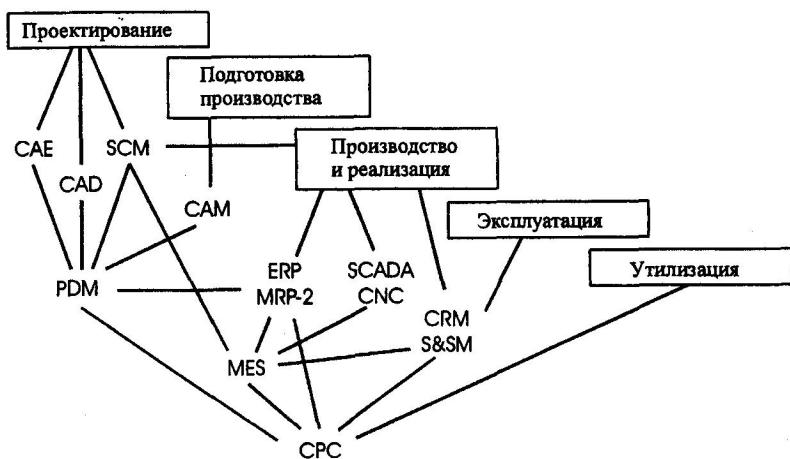 Проектирование
Подготовка
производства
CAE
SCM
Производство
и реализация
CAD
CAM
Эксплуатация
ERP
MRP-2
SCADA
CNC
Утилизация
PDM
CRM
S&SM
MES
CPC